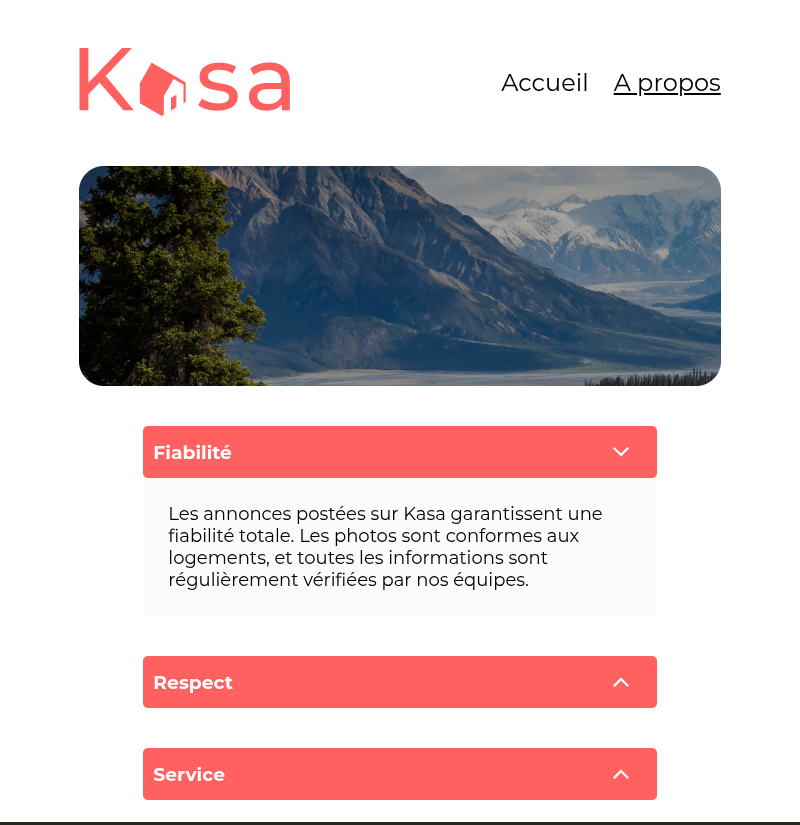 Kasa
Accueil A propos
Fiabilité
Les annonces postées sur Kasa garantissent une
fiabilité totale. Les photos sont conformes aux
logements, et toutes les informations sont
régulièrement vérifiées par nos équipes.
Respect
Service